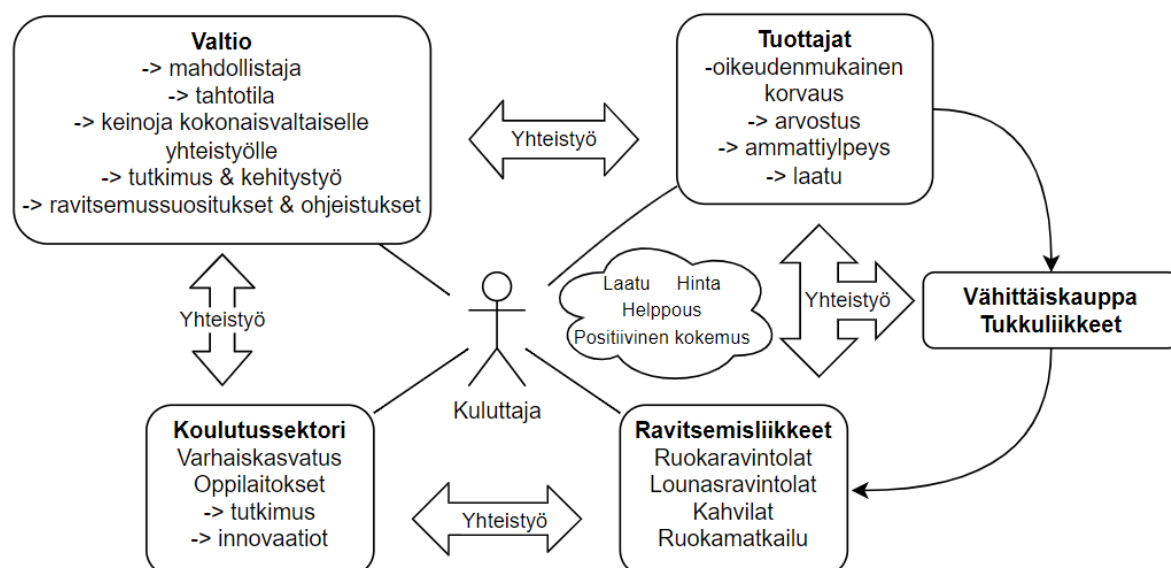 Valtio
-> mahdollistaja
-> tahtotila
-> keinoja kokonaisvaltaiselle
yhteistyölle
-> tutkimus & kehitystyö
-> ravitsemussuositukset & ohjeistukset
Yhteistyö
Tuottajat
-oikeudenmukainen
korvaus
-> arvostus
-> ammattiylpeys
-> laatu
Yhteistyö
Kuluttaja
Laatu Hinta
Helppous
Positiivinen kokemus
Yhteistyö
Vähittäiskauppa
Tukkuliikkeet
Koulutussektori
Varhaiskasvatus
Oppilaitokset
-> tutkimus
-> innovaatiot
Yhteistyö
Ravitsemisliikkeet
Ruokaravintolat
Lounasravintolat
Kahvilat
Ruokamatkailu